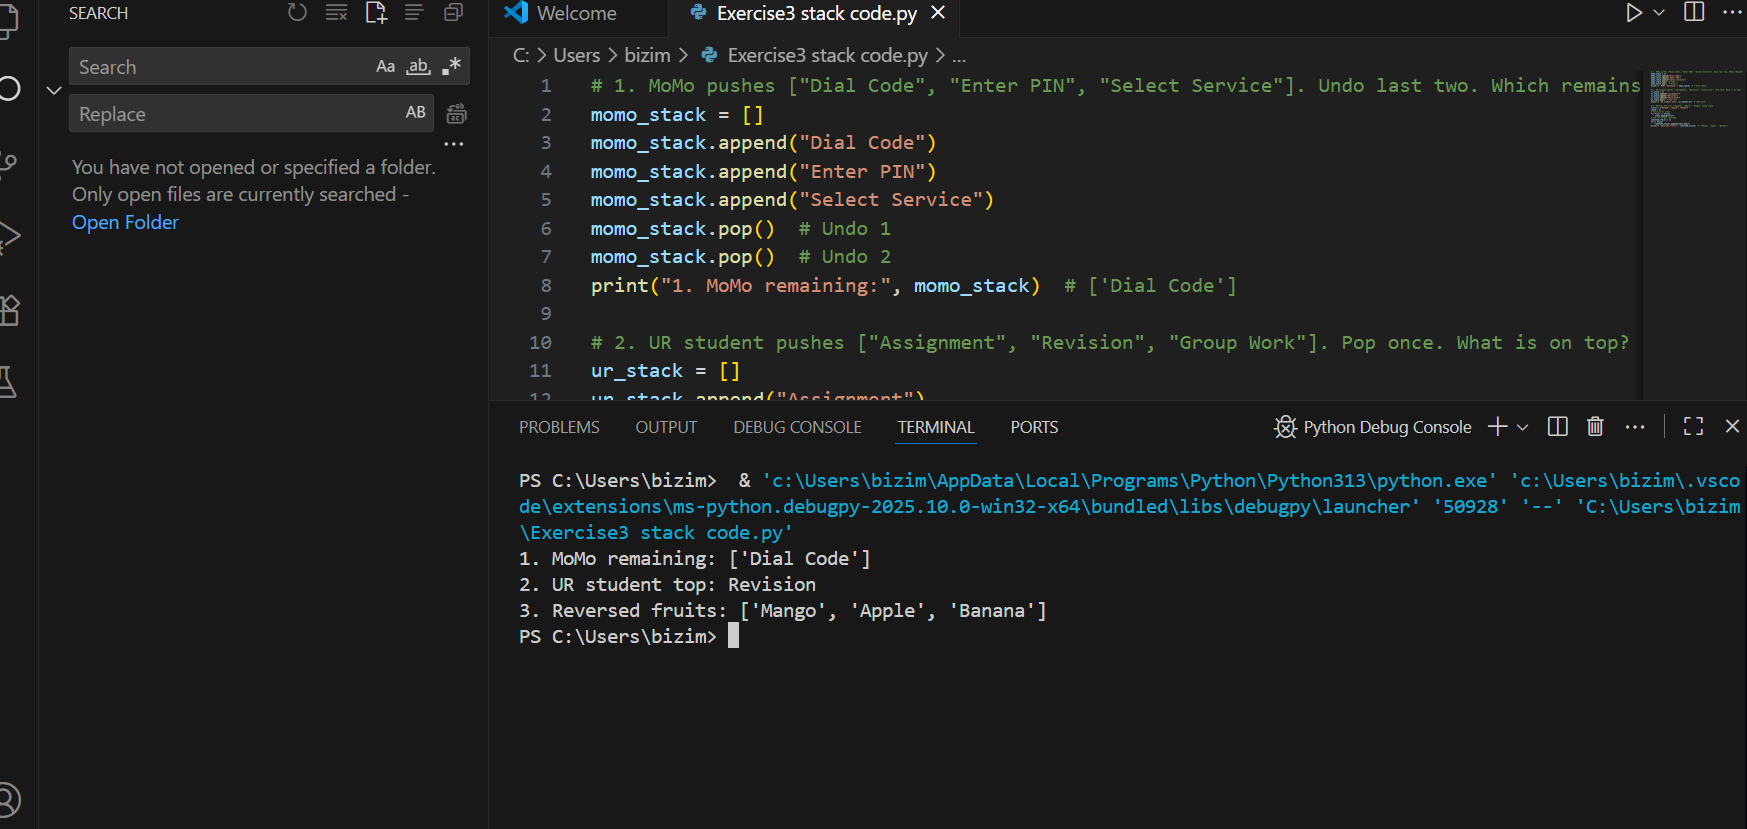 SEARCH
Search
Aa ab .*
Replace
AB
You have not opened or specified a folder.
Only open files are currently searched -
Open Folder
Welcome
Exercise3 stack code.py
C: > Users > bizim > Exercise3 stack code.py > ...
1 # 1. MoMo pushes ["Dial Code", "Enter PIN", "Select Service"]. Undo last two. Which remains
2 momo_stack = []
3 momo_stack.append("Dial Code")
4 momo_stack.append("Enter PIN")
5 momo_stack.append("Select Service")
6 momo_stack.pop()  # Undo 1
7 momo_stack.pop()  # Undo 2
8 print("1. MoMo remaining:", momo_stack)  # ['Dial Code']
9
10 # 2. UR student pushes ["Assignment", "Revision", "Group Work"]. Pop once. What is on top?
11 ur_stack = []
12 ur_stack.append("Assignment")
PROBLEMS OUTPUT DEBUG CONSOLE TERMINAL PORTS
Python Debug Console
PS C:\Users\bizim>  & 'c:\Users\bizim\AppData\Local\Programs\Python\Python313\python.exe' 'c:\Users\bizim\.vsco
de\extensions\ms-python.debugpy-2025.10.0-win32-x64\bundled\libs\debugpy\launcher' '50928' '--' 'C:\Users\bizim
\Exercise3 stack code.py'
1. MoMo remaining: ['Dial Code']
2. UR student top: Revision
3. Reversed fruits: ['Mango', 'Apple', 'Banana']
PS C:\Users\bizim>